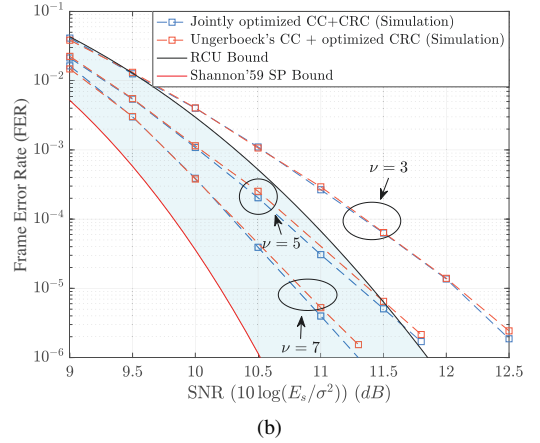 Jointly optimized CC+CRC (Simulation)
Ungerboeck's CC + optimized CRC (Simulation)
RCU Bound
Shannon'59 SP Bound
Frame Error Rate (FER)
10^{-1}
10^{-2}
10^{-3}
10^{-4}
10^{-5}
10^{-6}
ν = 3
ν = 5
ν = 7
9 9.5 10 10.5 11 11.5 12 12.5
SNR (10 log(E_s/σ²)) (dB)
(b)